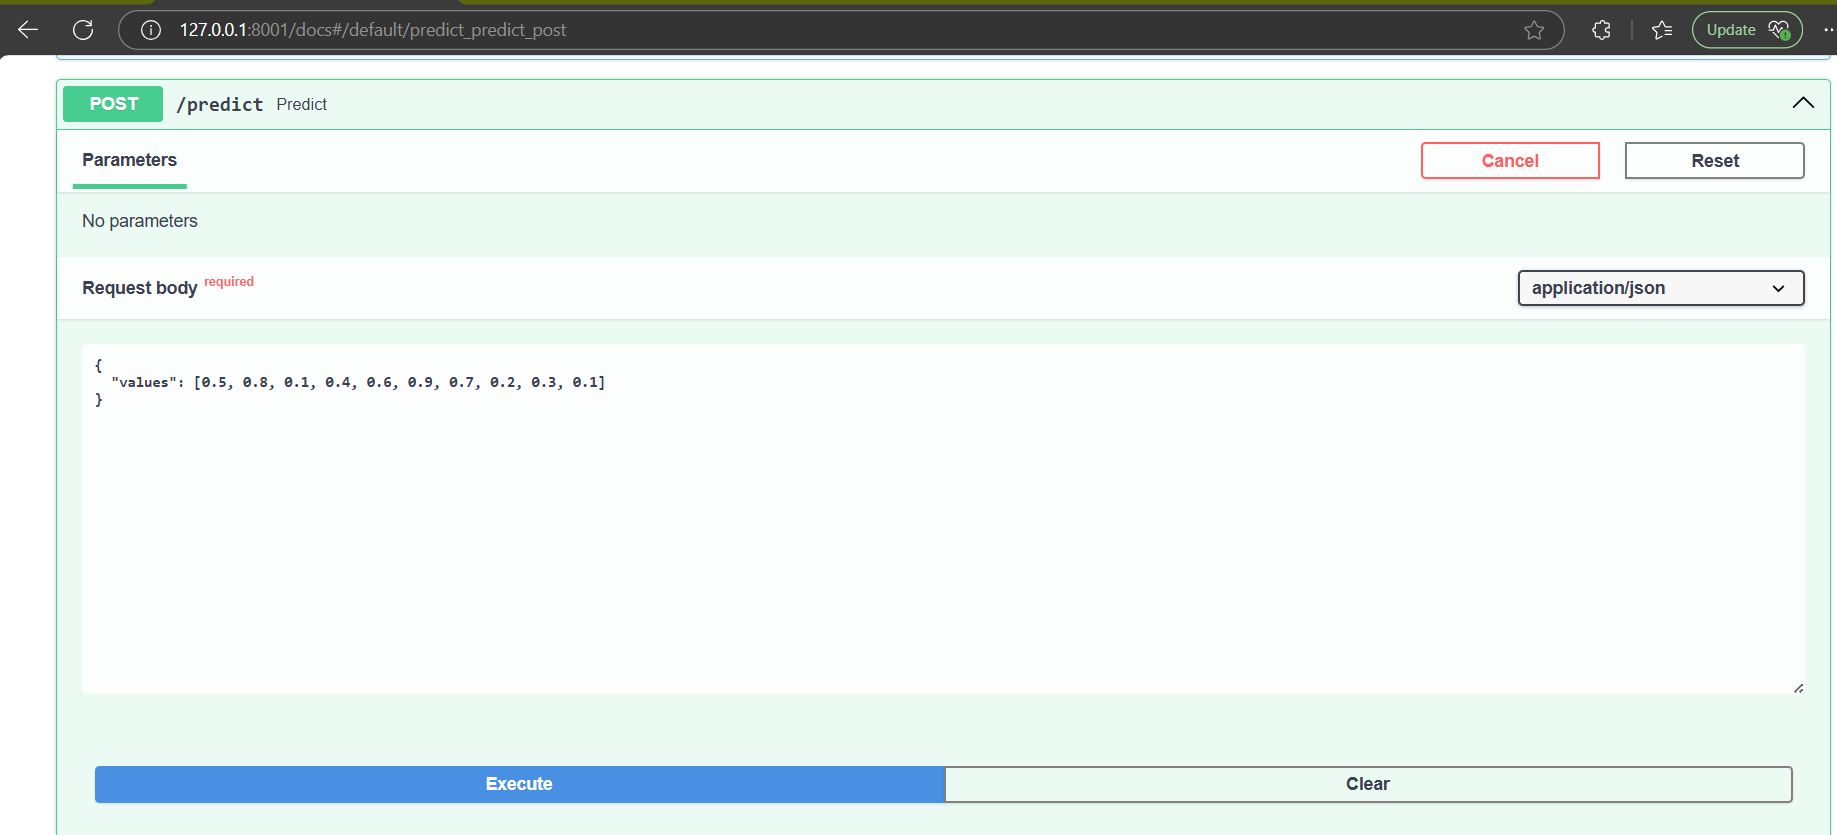 127.0.0.1:8001/docs#/default/predict_predict_post
Update
POST /predict Predict
Parameters
Cancel
Reset
No parameters
Request body required
application/json
{
"values": [0.5, 0.8, 0.1, 0.4, 0.6, 0.9, 0.7, 0.2, 0.3, 0.1]
}
Execute
Clear